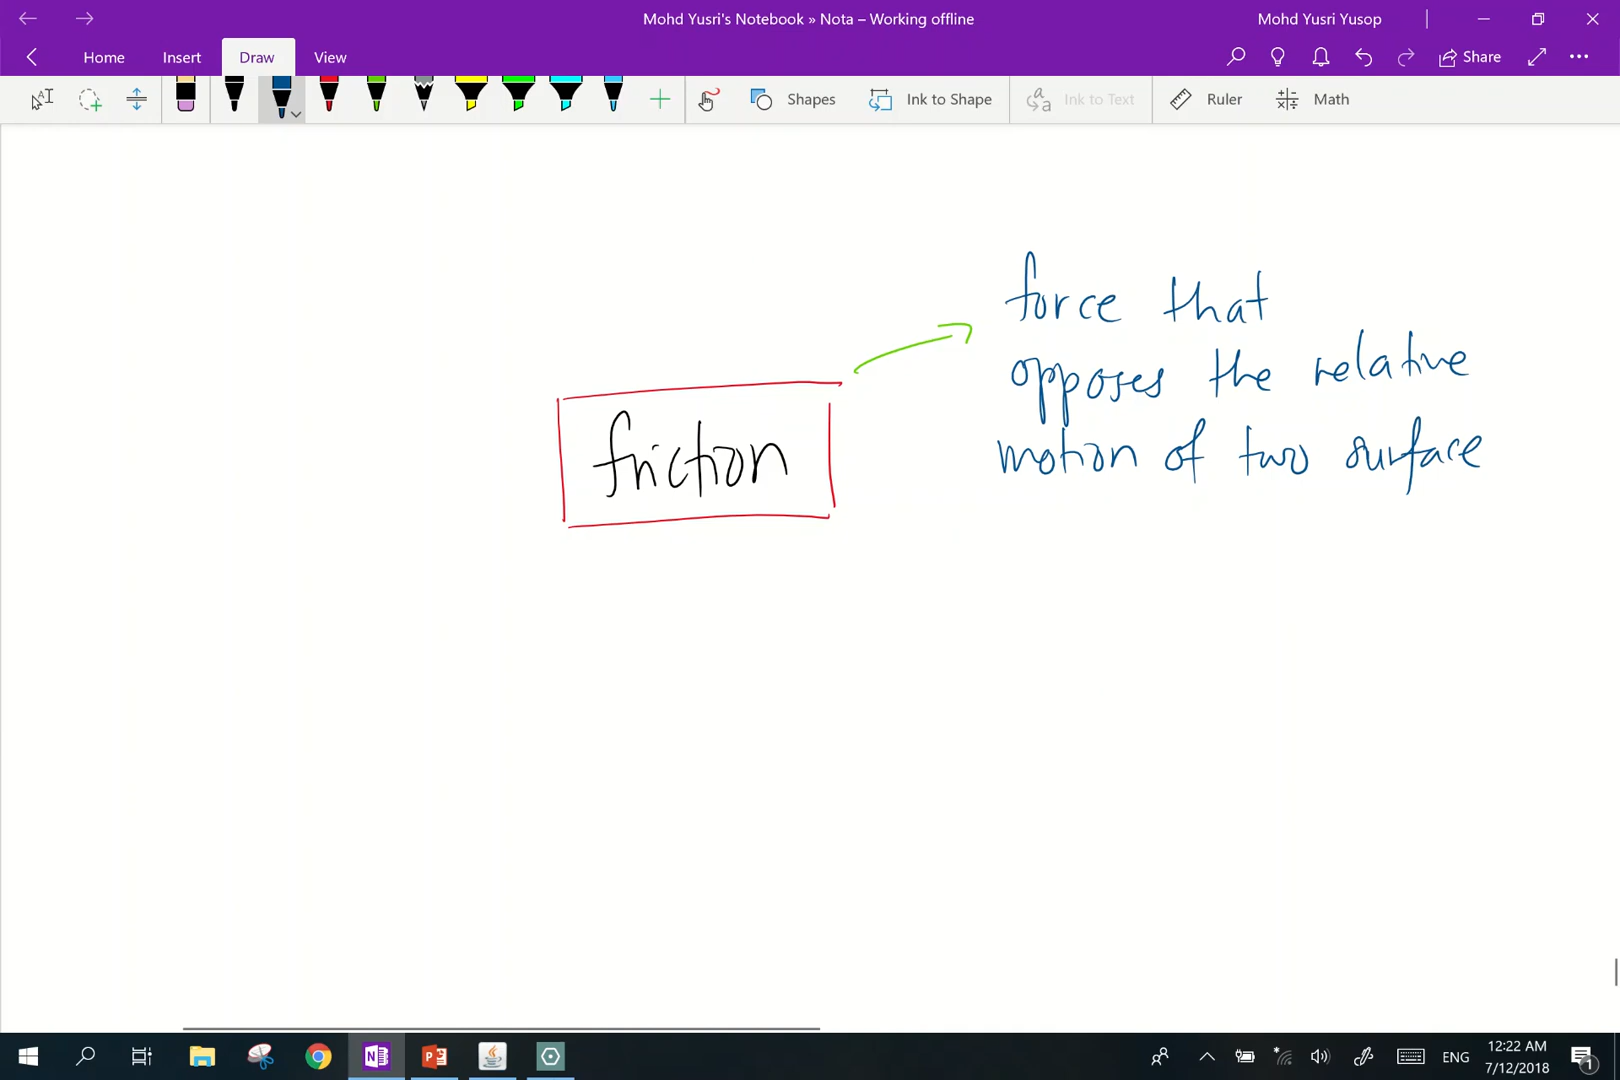 Mohd Yusri's Notebook » Nota – Working offline
Mohd Yusri Yusop
Home Insert Draw View
Share
Shapes
Ink to Shape
Ink to Text
Ruler
Math
force that
opposes the relative
motion of two surface
friction
ENG
12:22 AM
7/12/2018
1